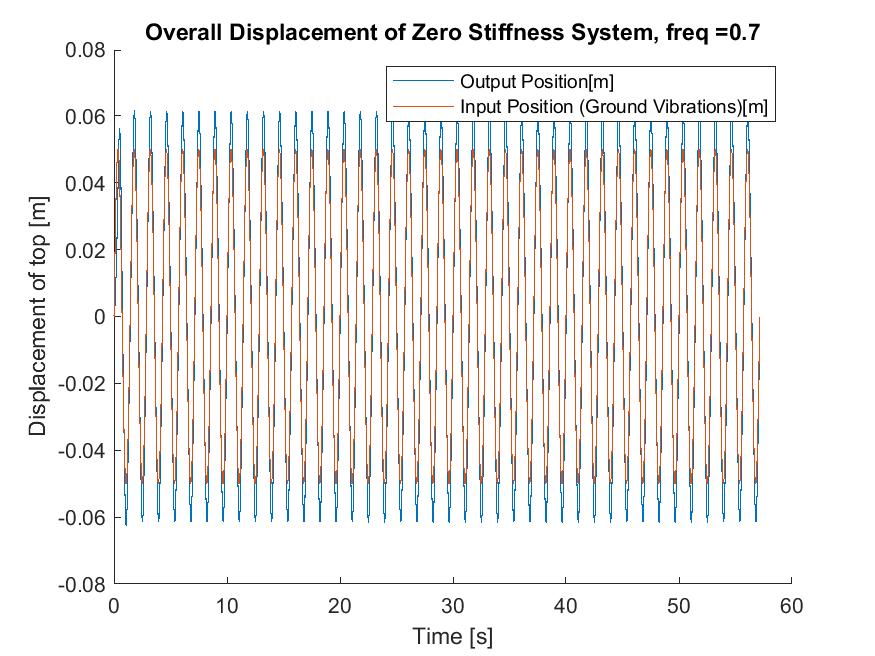 Overall Displacement of Zero Stiffness System, freq =0.7
0.08
Output Position[m]
Input Position (Ground Vibrations)[m]
0.06
0.04
0.02
0
-0.02
-0.04
-0.06
-0.08
Displacement of top [m]
0 10 20 30 40 50 60
Time [s]